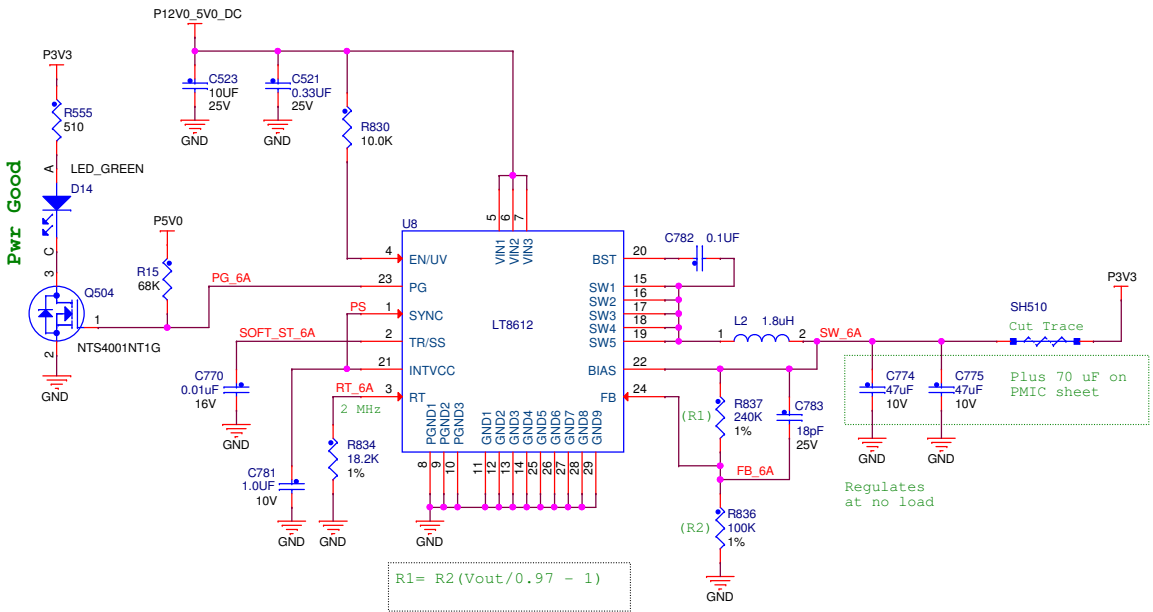 P12V0_5V0_DC
P3V3
R555
510
C523
10UF
25V
GND
C521
0.33UF
25V
GND
R830
10.0K
Pwr Good
A
LED_GREEN
D14
C
3
Q504
1
NTS4001NT1G
2
GND
P5V0
R15
68K
PG_6A
PS
SOFT_ST_6A
C770
0.01uF
16V
GND
RT_6A
2 MHz
R834
18.2K
1%
GND
C781
1.0UF
10V
GND
U8
5
6
7
VIN1
VIN2
VIN3
4
EN/UV
23
PG
1
SYNC
2
TR/SS
21
INTVCC
3
RT
LT8612
BST
20
SW1
15
SW2
16
SW3
17
SW4
18
SW5
19
BIAS
22
FB
24
PGND1
PGND2
PGND3
GND1
GND2
GND3
GND4
GND5
GND6
GND7
GND8
GND9
8
9
10
11
12
13
14
25
26
27
28
29
GND
C782
0.1UF
1
L2
1.8uH
2
SW_6A
SH510
Cut Trace
P3V3
(R1)
R837
240K
1%
C783
18pF
25V
FB_6A
(R2)
R836
100K
1%
GND
C774
47uF
10V
GND
C775
47uF
10V
GND
Plus 70 uF on
PMIC sheet
Regulates
at no load
R1= R2(Vout/0.97 - 1)